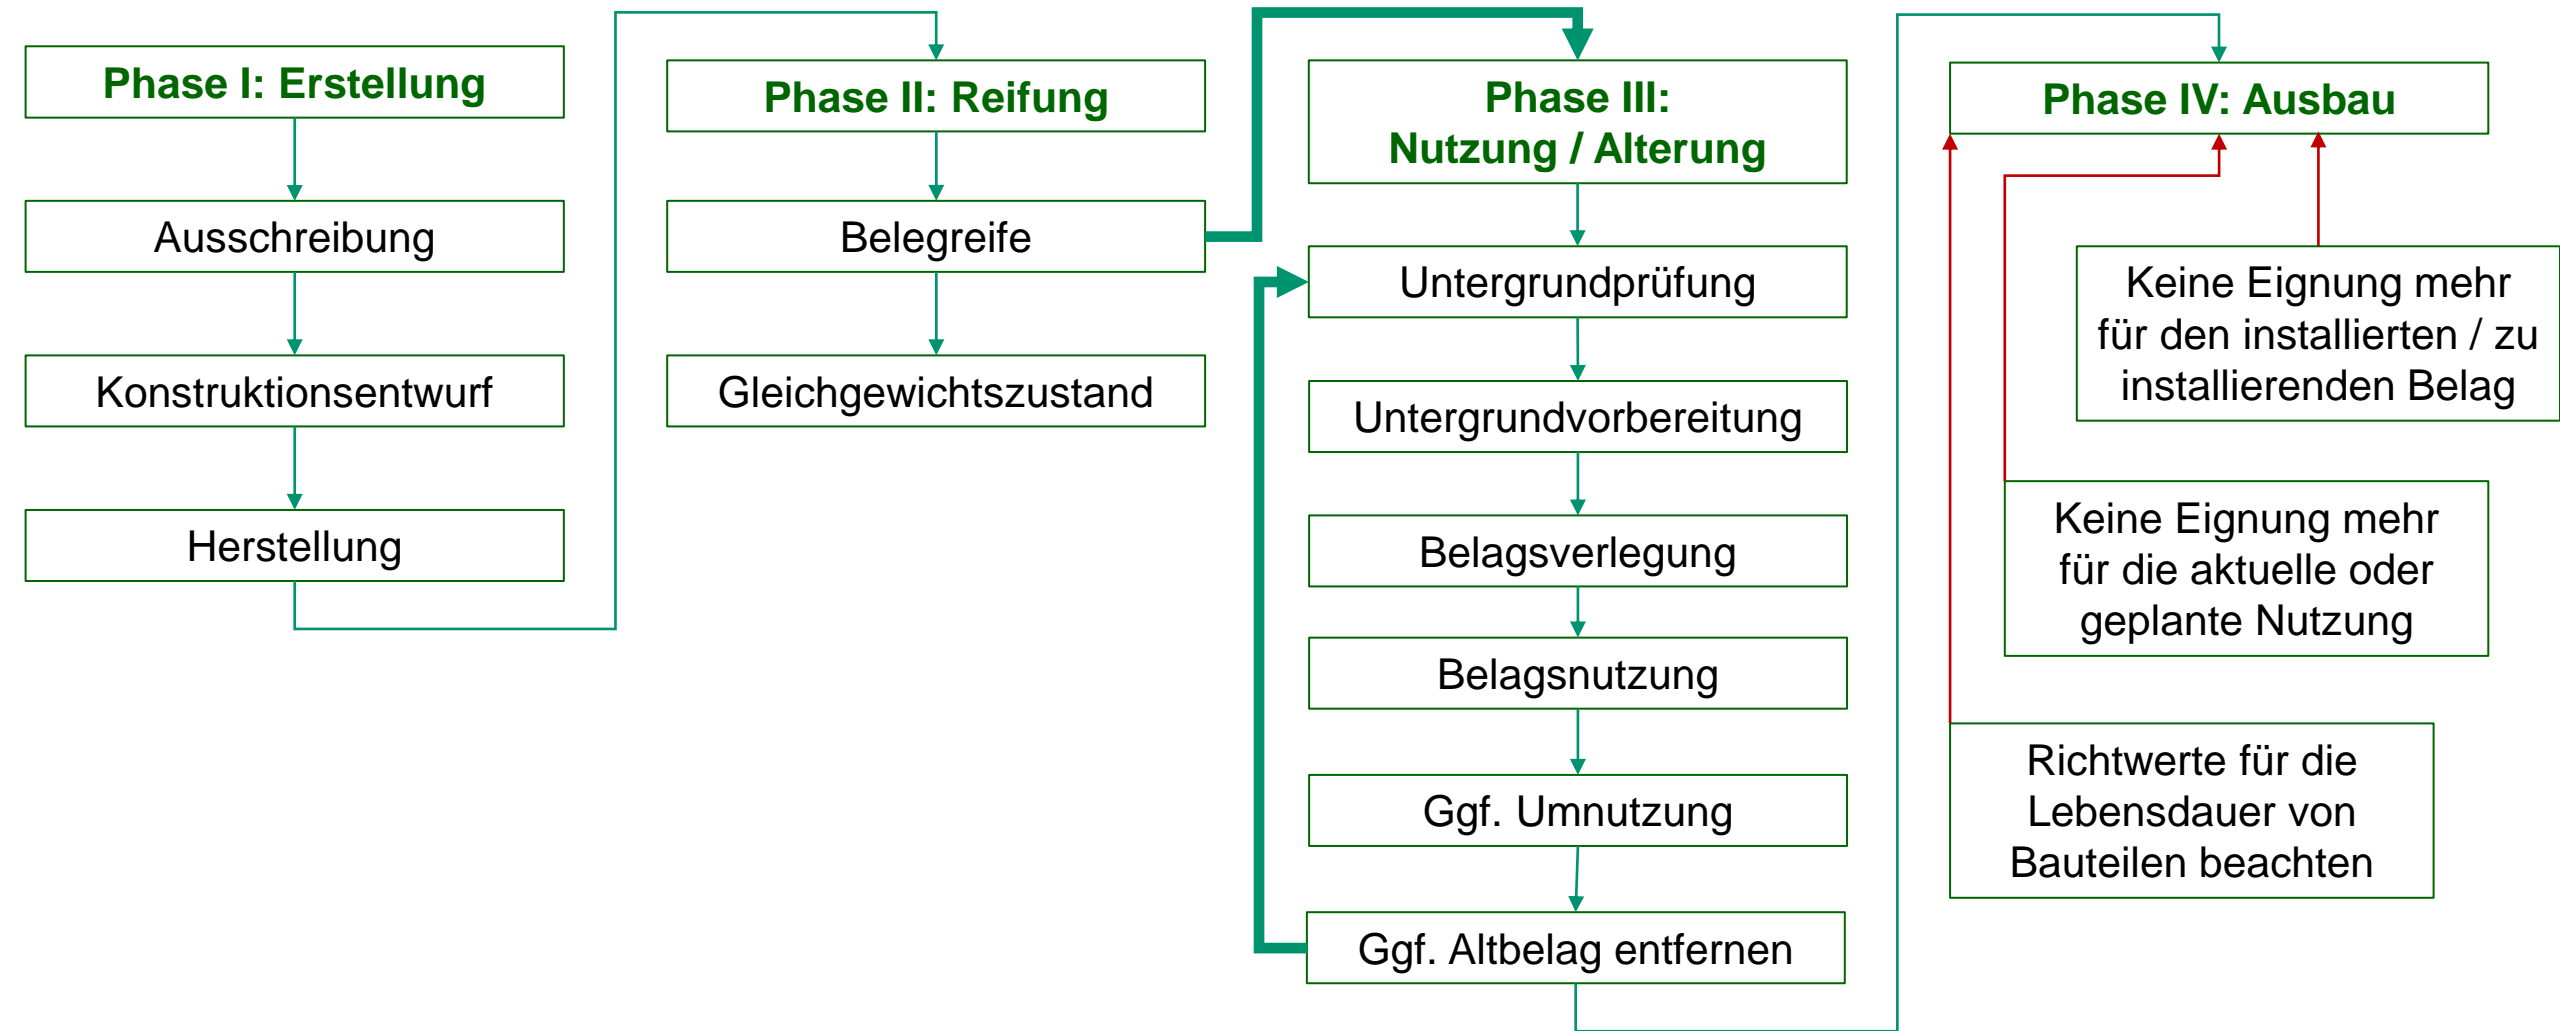 Phase I: Erstellung
Ausschreibung
Konstruktionsentwurf
Herstellung
Phase II: Reifung
Belegreife
Gleichgewichtszustand
Phase III:
Nutzung / Alterung
Untergrundprüfung
Untergrundvorbereitung
Belagsverlegung
Belagsnutzung
Ggf. Umnutzung
Ggf. Altbelag entfernen
Phase IV: Ausbau
Keine Eignung mehr
für den installierten / zu
installierenden Belag
Keine Eignung mehr
für die aktuelle oder
geplante Nutzung
Richtwerte für die
Lebensdauer von
Bauteilen beachten